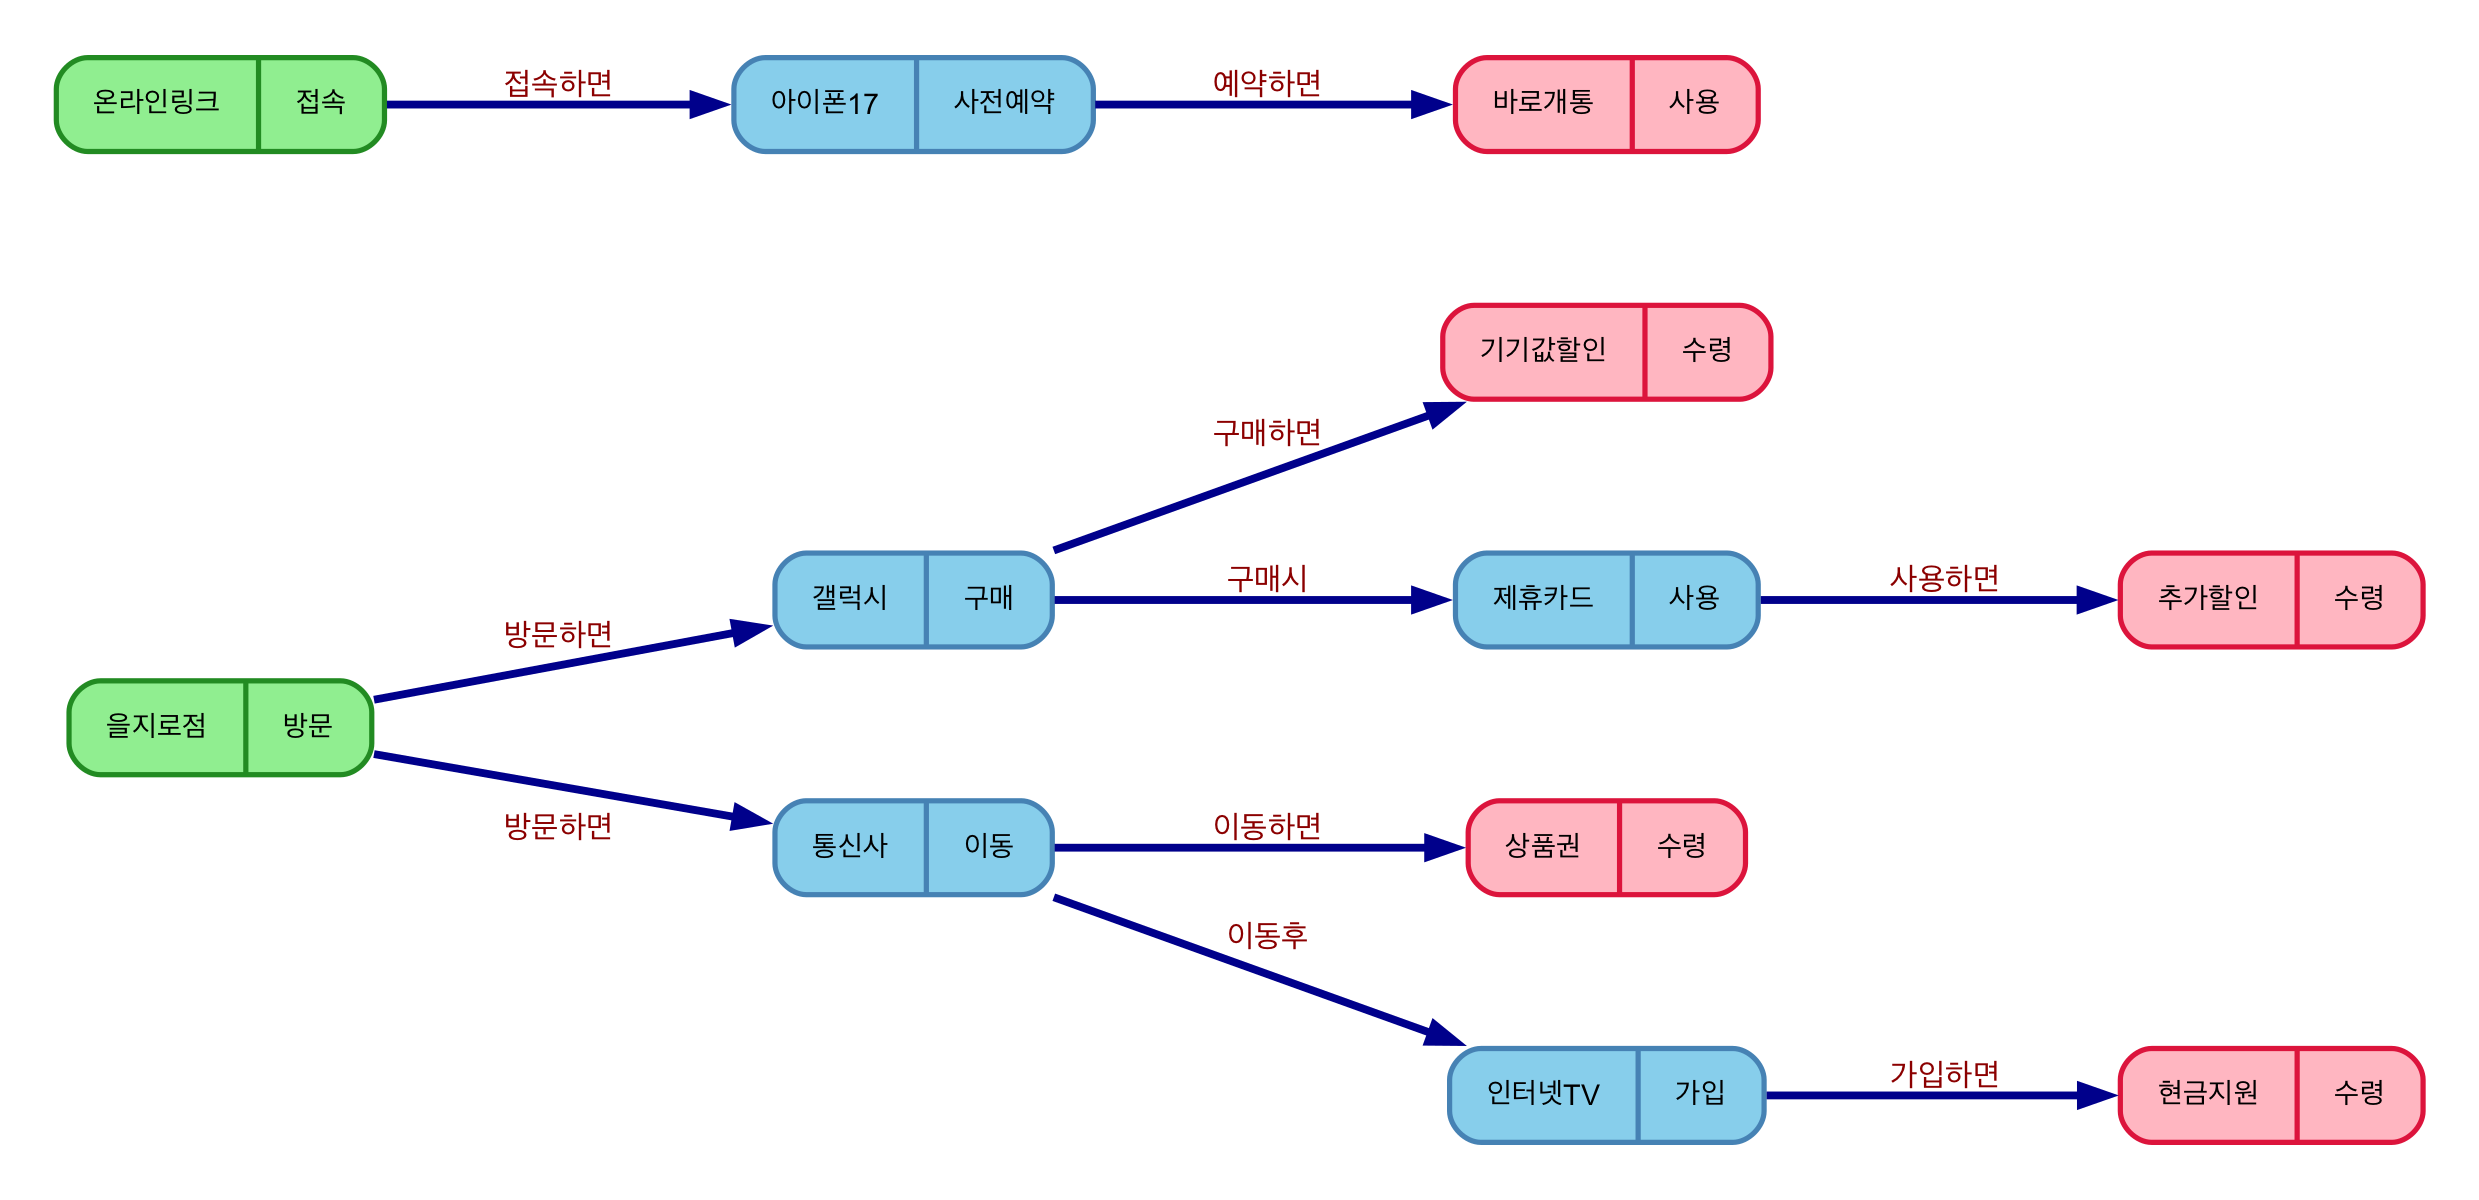 온라인링크 접속
접속하면
아이폰17 사전예약
예약하면
바로개통 사용
을지로점 방문
방문하면
갤럭시 구매
구매하면
기기값할인 수령
구매시
제휴카드 사용
사용하면
추가할인 수령
방문하면
통신사 이동
이동하면
상품권 수령
이동후
인터넷TV 가입
가입하면
현금지원 수령